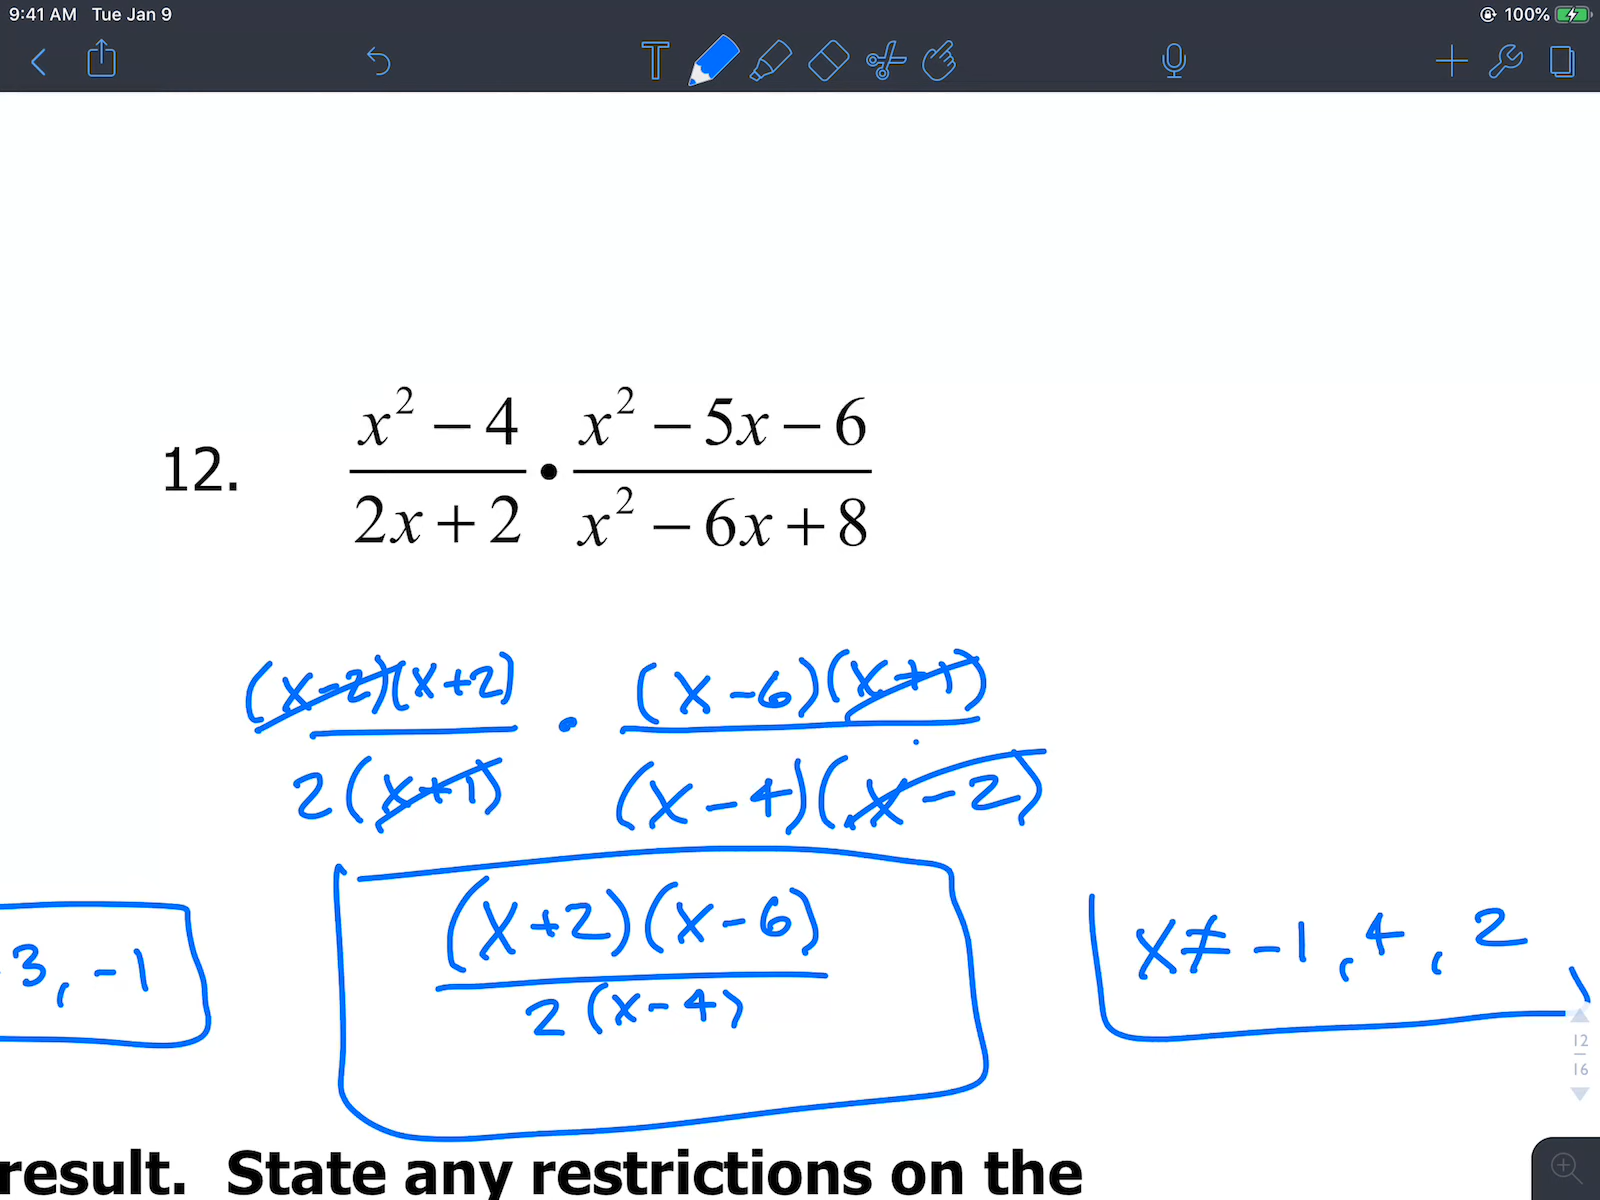 9:41 AM Tue Jan 9 100%
T
12. x² − 4 / 2x + 2 • x² − 5x − 6 / x² − 6x + 8
(x-2)(x+2) / 2(x+1) • (x-6)(x+1) / (x-4)(x-2)
3, -1
(x+2)(x-6) / 2(x-4)
x≠ -1, 4, 2
12
16
result. State any restrictions on the